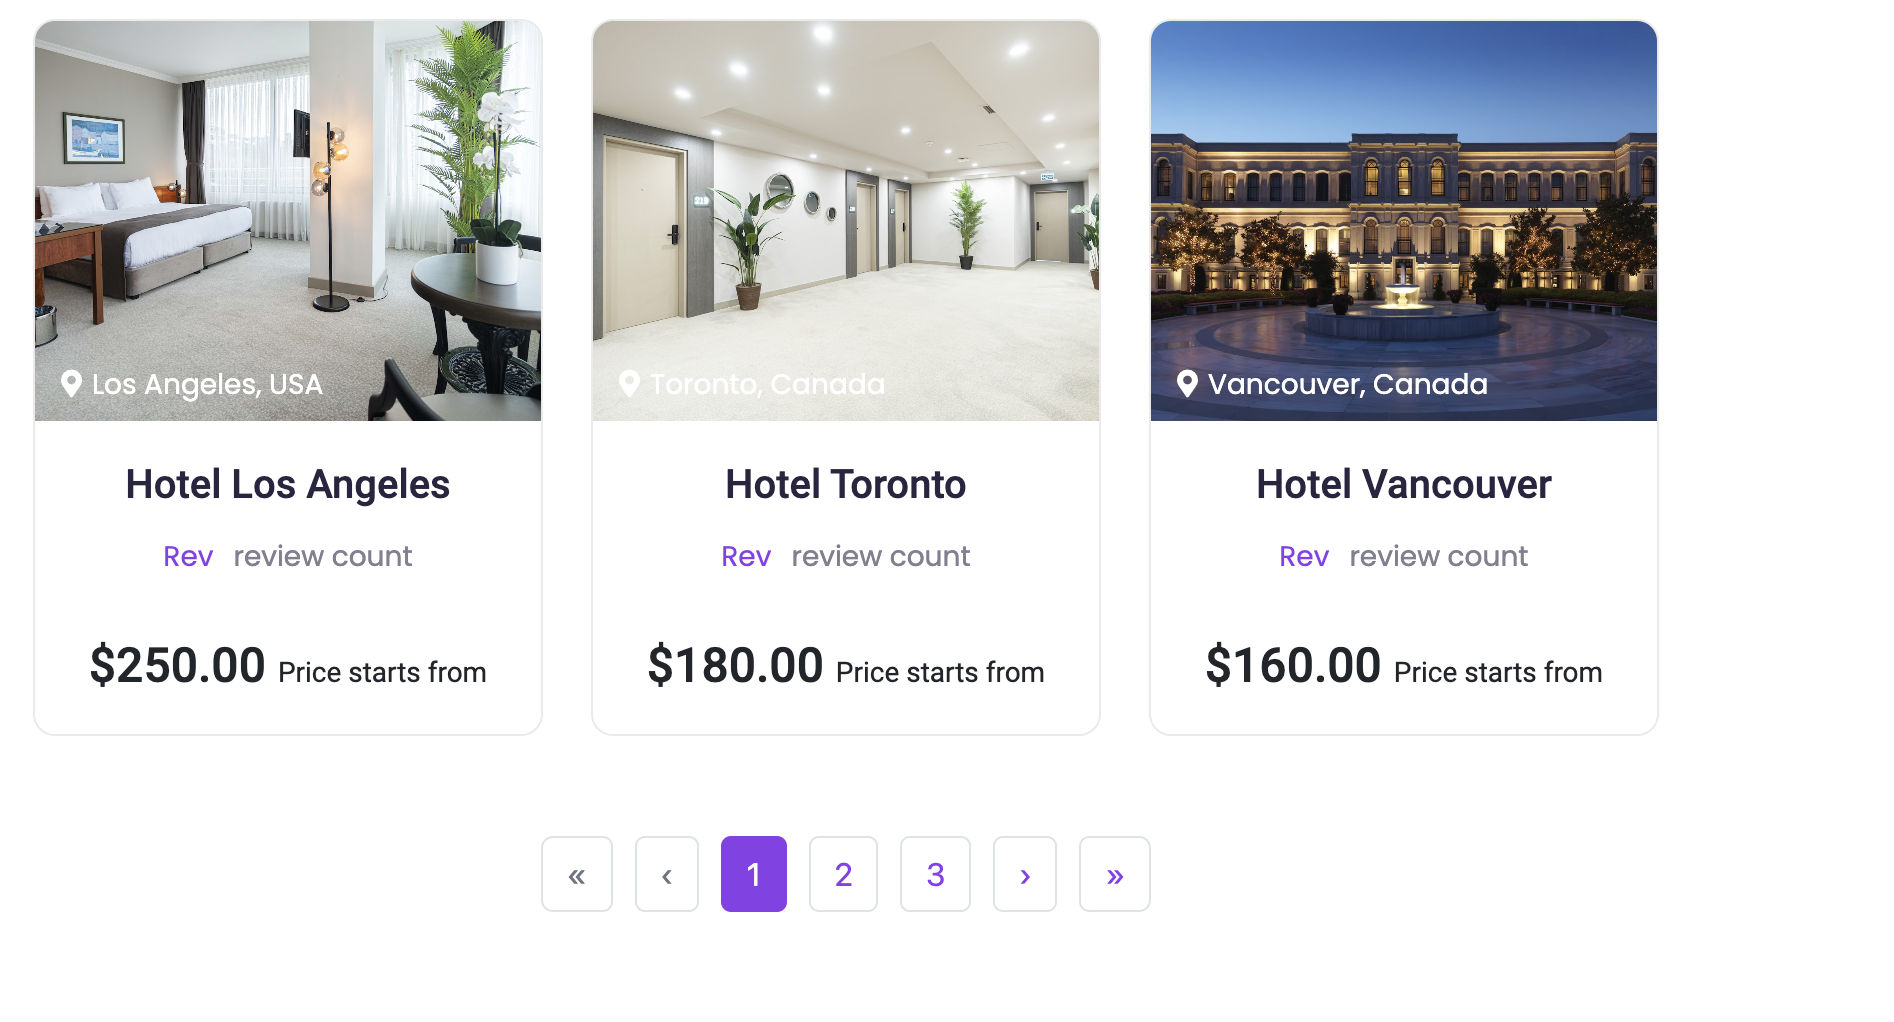 Los Angeles, USA
Toronto, Canada
Vancouver, Canada
Hotel Los Angeles
Hotel Toronto
Hotel Vancouver
Rev review count
Rev review count
Rev review count
$250.00 Price starts from
$180.00 Price starts from
$160.00 Price starts from
« ‹ 1 2 3 › »